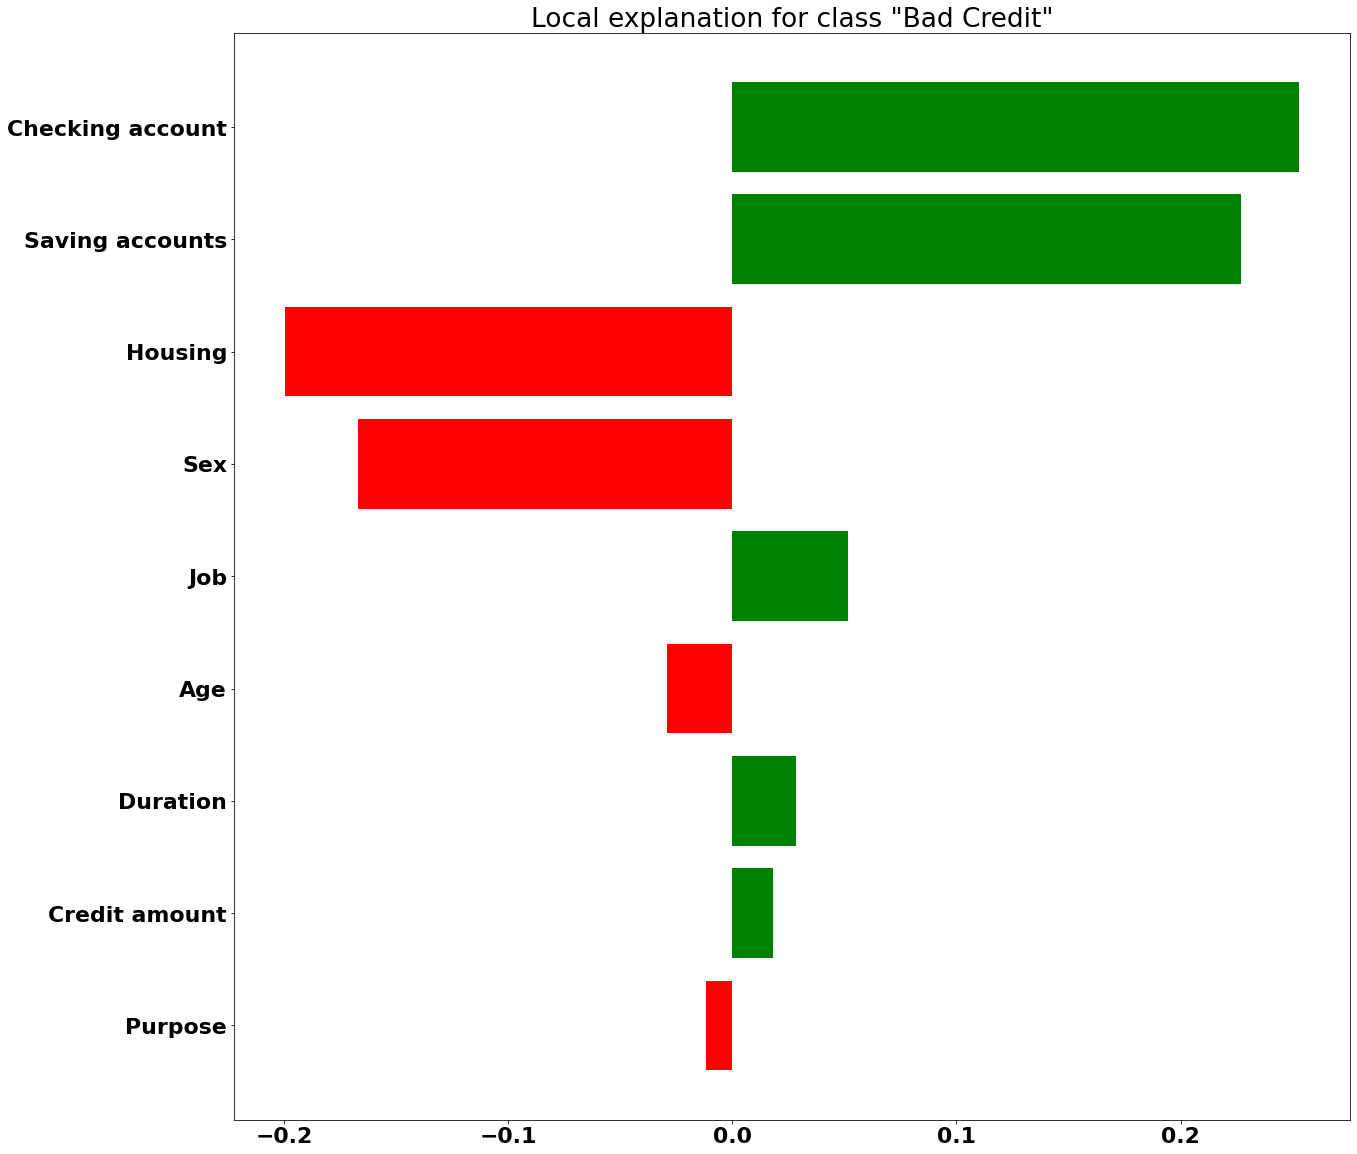 Local explanation for class "Bad Credit"
Checking account
Saving accounts
Housing
Sex
Job
Age
Duration
Credit amount
Purpose
−0.2 −0.1 0.0 0.1 0.2